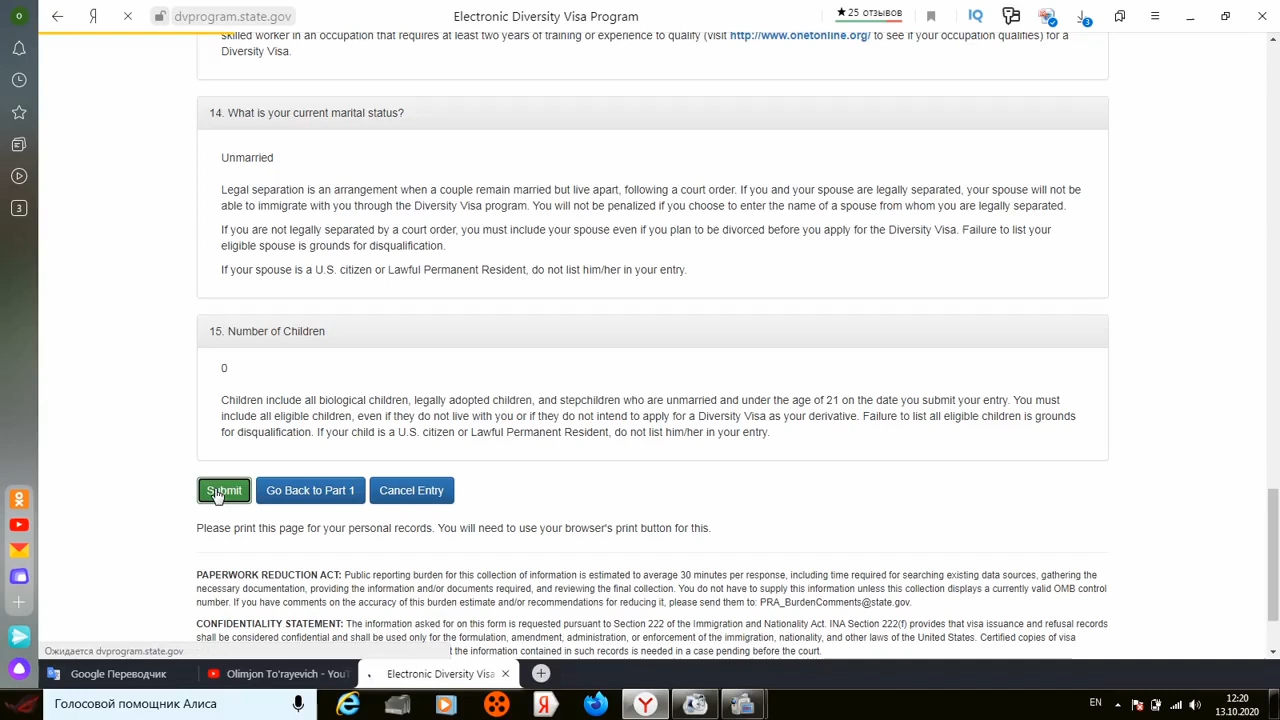 dvprogram.state.gov
Electronic Diversity Visa Program
★25 отзывов
IQ
3
skilled worker in an occupation that requires at least two years of training or experience to qualify (visit http://www.onetonline.org/ to see if your occupation qualifies) for a
Diversity Visa.
14. What is your current marital status?
Unmarried
Legal separation is an arrangement when a couple remain married but live apart, following a court order. If you and your spouse are legally separated, your spouse will not be
able to immigrate with you through the Diversity Visa program. You will not be penalized if you choose to enter the name of a spouse from whom you are legally separated.
If you are not legally separated by a court order, you must include your spouse even if you plan to be divorced before you apply for the Diversity Visa. Failure to list your
eligible spouse is grounds for disqualification.
If your spouse is a U.S. citizen or Lawful Permanent Resident, do not list him/her in your entry.
15. Number of Children
0
Children include all biological children, legally adopted children, and stepchildren who are unmarried and under the age of 21 on the date you submit your entry. You must
include all eligible children, even if they do not live with you or if they do not intend to apply for a Diversity Visa as your derivative. Failure to list all eligible children is grounds
for disqualification. If your child is a U.S. citizen or Lawful Permanent Resident, do not list him/her in your entry.
Submit Go Back to Part 1 Cancel Entry
Please print this page for your personal records. You will need to use your browser's print button for this.
PAPERWORK REDUCTION ACT: Public reporting burden for this collection of information is estimated to average 30 minutes per response, including time required for searching existing data sources, gathering the
necessary documentation, providing the information and/or documents required, and reviewing the final collection. You do not have to supply this information unless this collection displays a currently valid OMB control
number. If you have comments on the accuracy of this burden estimate and/or recommendations for reducing it, please send them to: PRA_BurdenComments@state.gov.
CONFIDENTIALITY STATEMENT: The information asked for on this form is requested pursuant to Section 222 of the Immigration and Nationality Act. INA Section 222(f) provides that visa issuance and refusal records
shall be considered confidential and shall be used only for the formulation, amendment, administration, or enforcement of the immigration, nationality, and other laws of the United States. Certified copies of visa
Ожидается dvprogram.state.gov
t the information contained in such records is needed in a case pending before the court.
Google Переводчик
Olimjon To'rayevich - YouT
Electronic Diversity Visa
Голосовой помощник Алиса
EN
12:20
13.10.2020